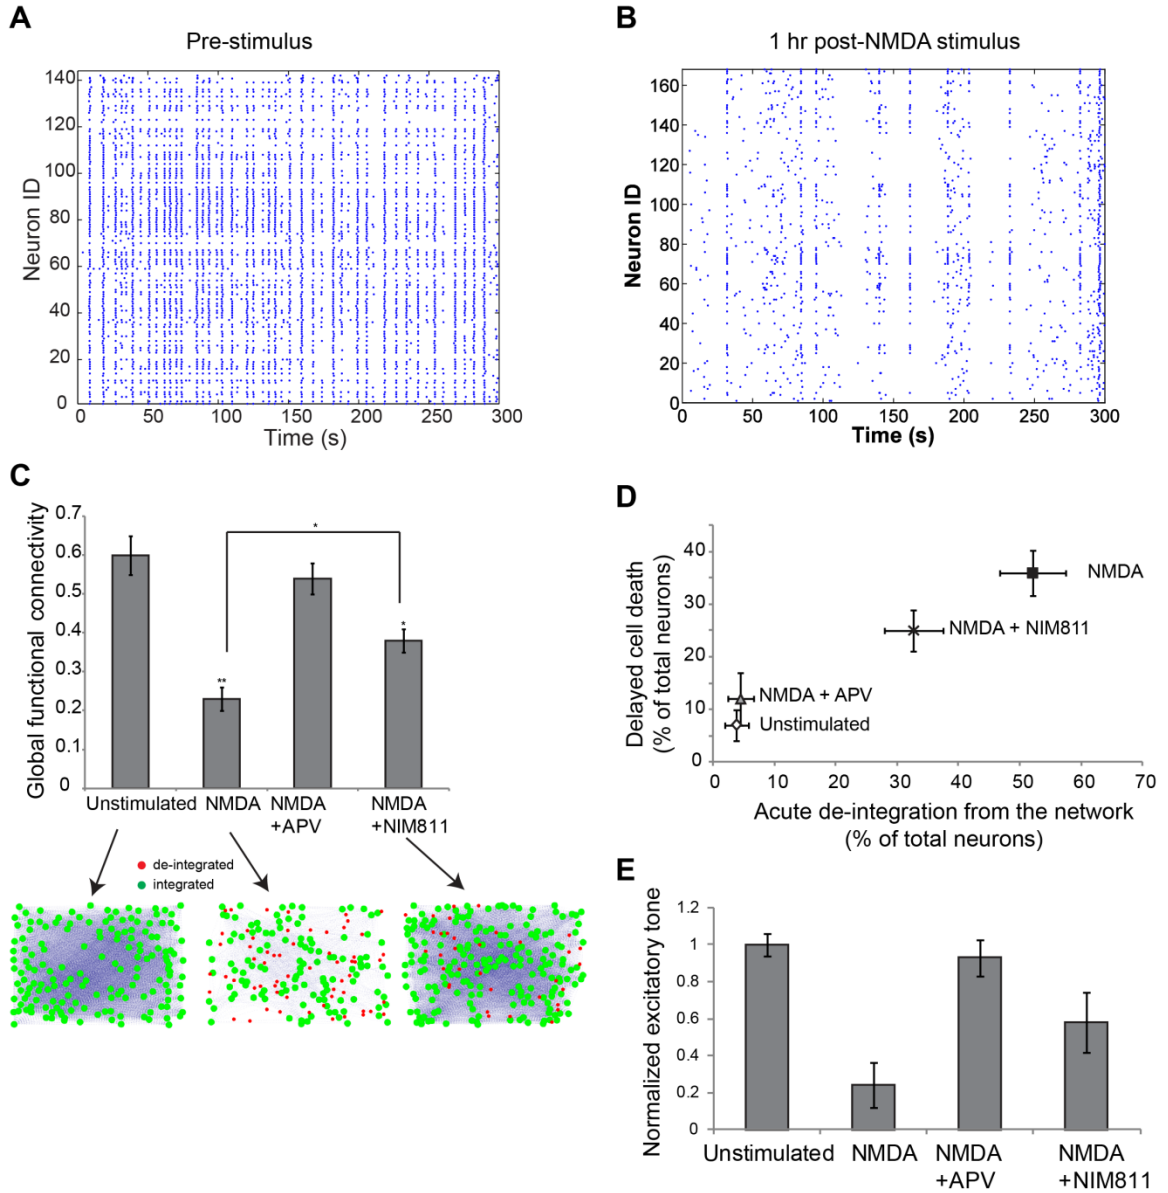 A
Pre-stimulus
Neuron ID
140
120
100
80
60
40
20
0
0 50 100 150 200 250 300
Time (s)
B
1 hr post-NMDA stimulus
Neuron ID
160
140
120
100
80
60
40
20
0
0 50 100 150 200 250 300
Time (s)
C
Global functional connectivity
0.7
0.6
0.5
0.4
0.3
0.2
0.1
0
*
**
*
Unstimulated NMDA NMDA +APV NMDA +NIM811
de-integrated
integrated
D
Delayed cell death
(% of total neurons)
40
30
20
10
0
NMDA
NMDA + NIM811
NMDA + APV
Unstimulated
0 10 20 30 40 50 60 70
Acute de-integration from the network
(% of total neurons)
E
Normalized excitatory tone
1.2
1
0.8
0.6
0.4
0.2
0
Unstimulated NMDA NMDA NMDA
+APV +NIM811